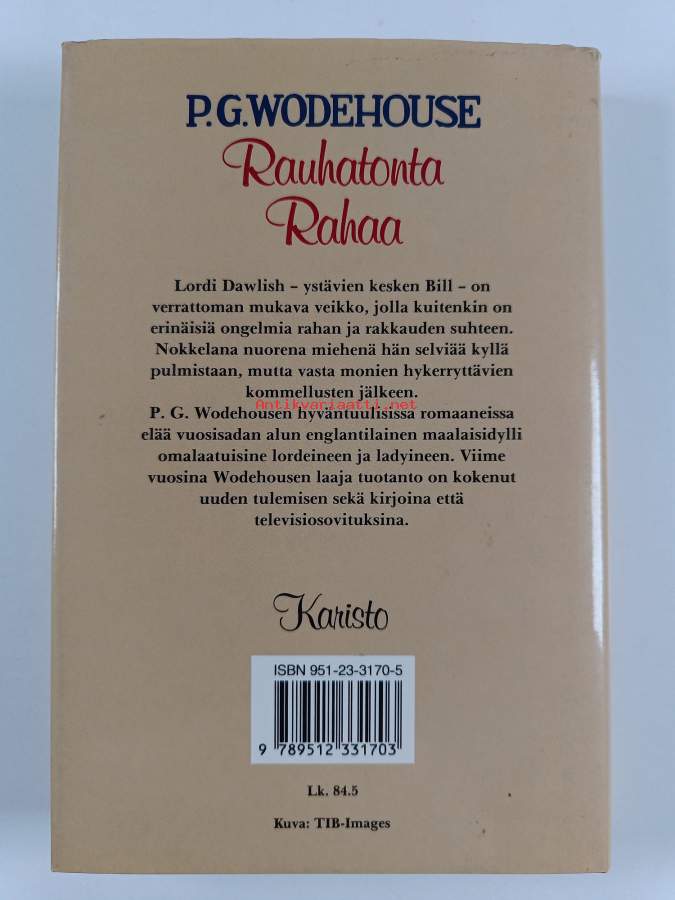 P.G.WODEHOUSE
Rauhatonta
Rahaa
Lordi Dawlish – ystävien kesken Bill – on
verrattoman mukava veikko, jolla kuitenkin on
erinäisiä ongelmia rahan ja rakkauden suhteen.
Nokkelana nuorena miehenä hän selviää kyllä
pulmistaan, mutta vasta monien hykerryttävien
kommellusten jälkeen.
Antikvariaatti.net
P. G. Wodehousen hyväntuulisissa romaaneissa
elää vuosisadan alun englantilainen maalaisidylli
omalaatuisine lordeineen ja ladyineen. Viime
vuosina Wodehousen laaja tuotanto on kokenut
uuden tulemisen sekä kirjoina että
televisiosovituksina.
Karisto
ISBN 951-23-3170-5
9 789512 331703
Lk. 84.5
Kuva: TIB-Images